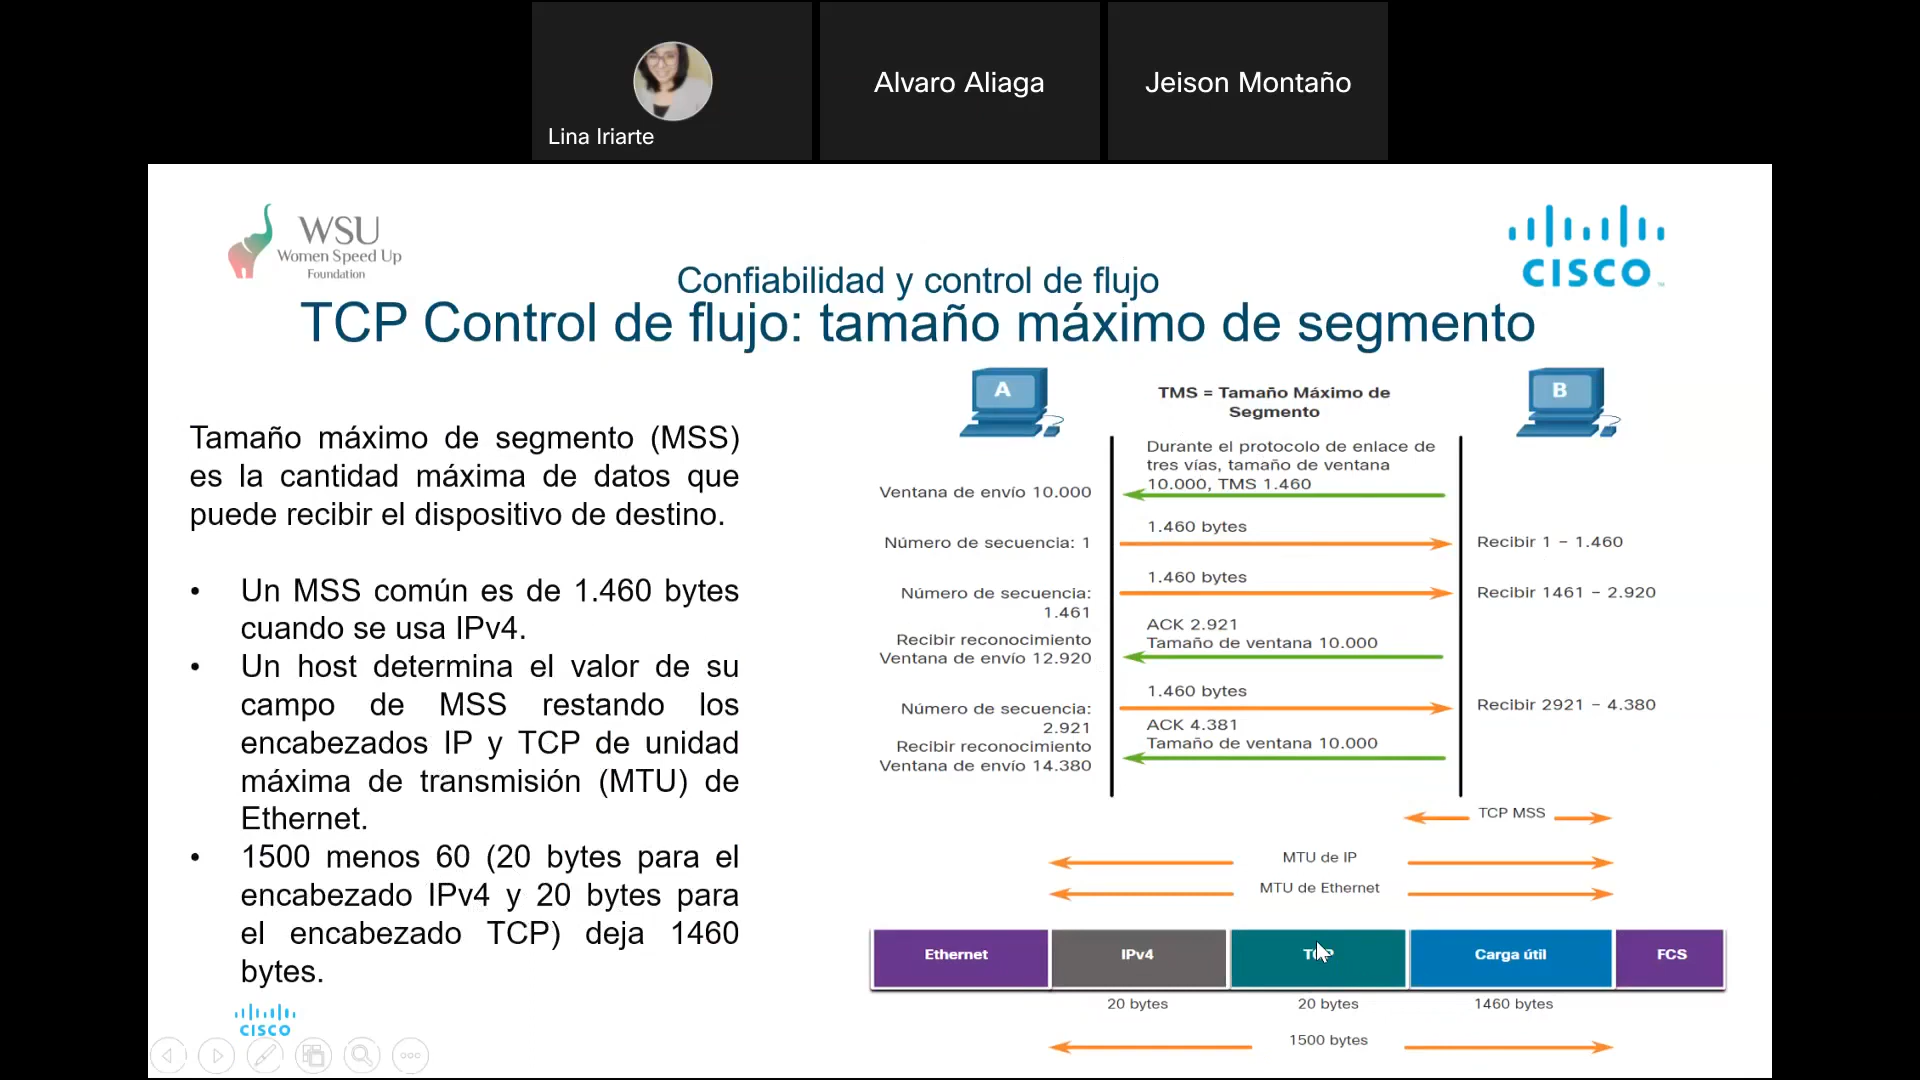 Lina Iriarte
Alvaro Aliaga
Jeison Montaño
WSU
Women Speed Up
Foundation
CISCO
Confiabilidad y control de flujo
TCP Control de flujo: tamaño máximo de segmento
Tamaño máximo de segmento (MSS)
es la cantidad máxima de datos que
puede recibir el dispositivo de destino.
• Un MSS común es de 1.460 bytes
cuando se usa IPv4.
• Un host determina el valor de su
campo de MSS restando los
encabezados IP y TCP de unidad
máxima de transmisión (MTU) de
Ethernet.
• 1500 menos 60 (20 bytes para el
encabezado IPv4 y 20 bytes para
el encabezado TCP) deja 1460
bytes.
CISCO
A
TMS = Tamaño Máximo de
Segmento
B
Durante el protocolo de enlace de
tres vías, tamaño de ventana
10.000, TMS 1.460
Ventana de envío 10.000
1.460 bytes
Número de secuencia: 1
Recibir 1 – 1.460
1.460 bytes
Número de secuencia:
1.461
Recibir 1461 – 2.920
ACK 2.921
Tamaño de ventana 10.000
Recibir reconocimiento
Ventana de envío 12.920
1.460 bytes
Número de secuencia:
2.921
Recibir 2921 – 4.380
ACK 4.381
Tamaño de ventana 10.000
Recibir reconocimiento
Ventana de envío 14.380
TCP MSS
MTU de IP
MTU de Ethernet
Ethernet
IPv4
TCP
Carga útil
FCS
20 bytes
20 bytes
1460 bytes
1500 bytes